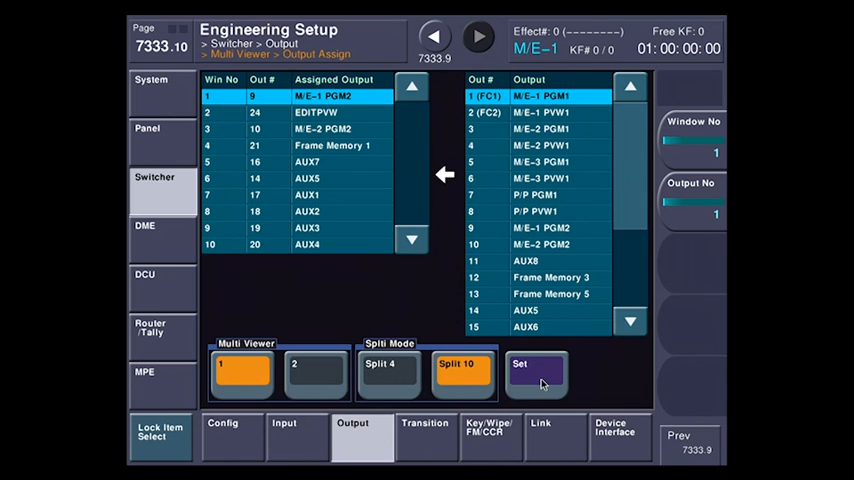 Page
7333.10
Engineering Setup
> Switcher > Output
> Multi Viewer > Output Assign
7333.9
Effect#: 0 (--------)
M/E-1
KF# 0 / 0
Free KF: 0
01: 00: 00: 00
System
Panel
Switcher
DME
DCU
Router
/Tally
MPE
Win No Out # Assigned Output
1 9 M/E-1 PGM2
2 24 EDITPVW
3 10 M/E-2 PGM2
4 21 Frame Memory 1
5 16 AUX7
6 14 AUX5
7 17 AUX1
8 18 AUX2
9 19 AUX3
10 20 AUX4
Out # Output
1 (FC1) M/E-1 PGM1
2 (FC2) M/E-1 PVW1
3 M/E-2 PGM1
4 M/E-2 PVW1
5 M/E-3 PGM1
6 M/E-3 PVW1
7 P/P PGM1
8 P/P PVW1
9 M/E-1 PGM2
10 M/E-2 PGM2
11 AUX8
12 Frame Memory 3
13 Frame Memory 5
14 AUX5
15 AUX6
Window No
1
Output No
1
Multi Viewer
1
2
Splti Mode
Split 4
Split 10
Set
Lock Item
Select
Config
Input
Output
Transition
Key/Wipe/
FM/CCR
Link
Device
Interface
Prev
7333.9